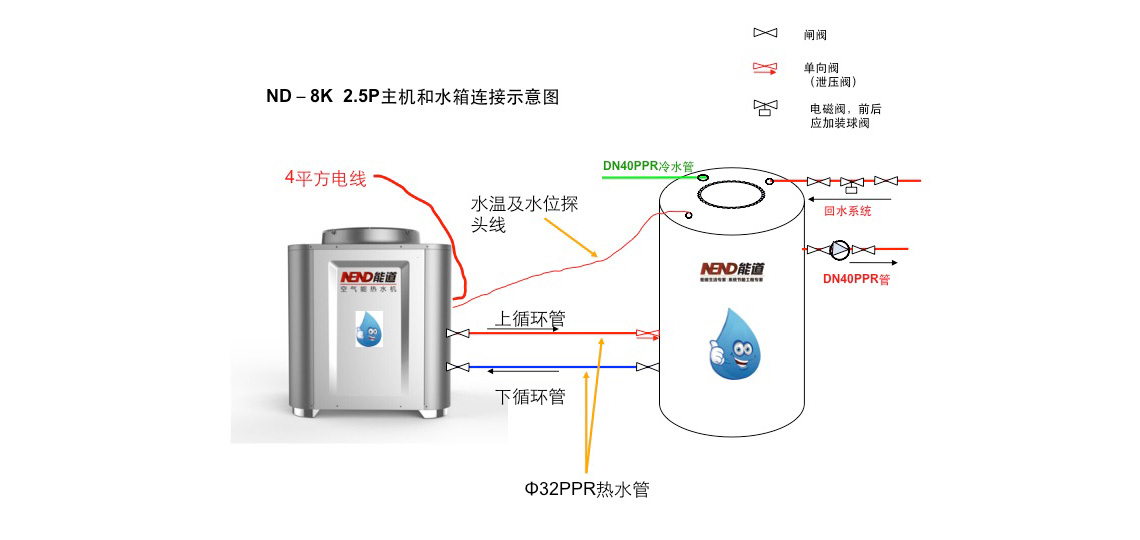 闸阀
单向阀
（泄压阀）
ND – 8K 2.5P主机和水箱连接示意图
电磁阀，前后
应加装球阀
DN40PPR冷水管
4平方电线
水温及水位探
头线
回水系统
NEND能道
空气能热水机
NEND能道
DN40PPR管
上循环管
下循环管
Φ32PPR热水管